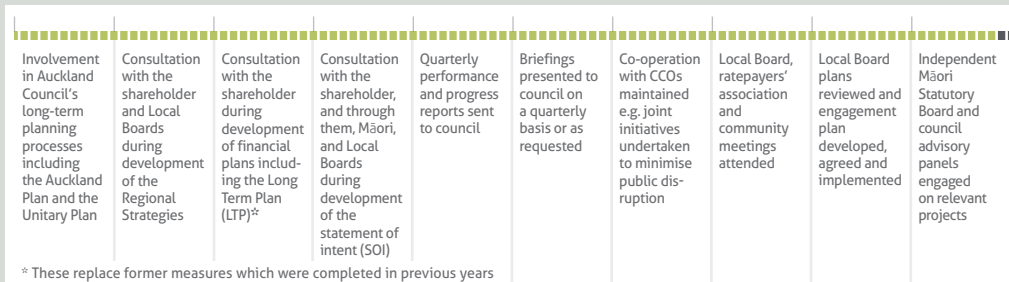 Involvement
in Auckland
Council's
long-term
planning
processes
including
the Auckland
Plan and the
Unitary Plan
Consultation
with the
shareholder
and Local
Boards
during
development
of the
Regional
Strategies
Consultation
with the
shareholder
during
development
of financial
plans includ-
ing the Long
Term Plan
(LTP)☆
Consultation
with the
shareholder,
and through
them, Māori,
and Local
Boards
during
development
of the
statement of
intent (SOI)
Quarterly
performance
and progress
reports sent
to council
Briefings
presented to
council on
a quarterly
basis or as
requested
Co-operation
with CCOs
maintained
e.g. joint
initiatives
undertaken
to minimise
public dis-
ruption
Local Board,
ratepayers'
association
and
community
meetings
attended
Local Board
plans
reviewed and
engagement
plan
developed,
agreed and
implemented
Independent
Māori
Statutory
Board and
council
advisory
panels
engaged
on relevant
projects
☆ These replace former measures which were completed in previous years